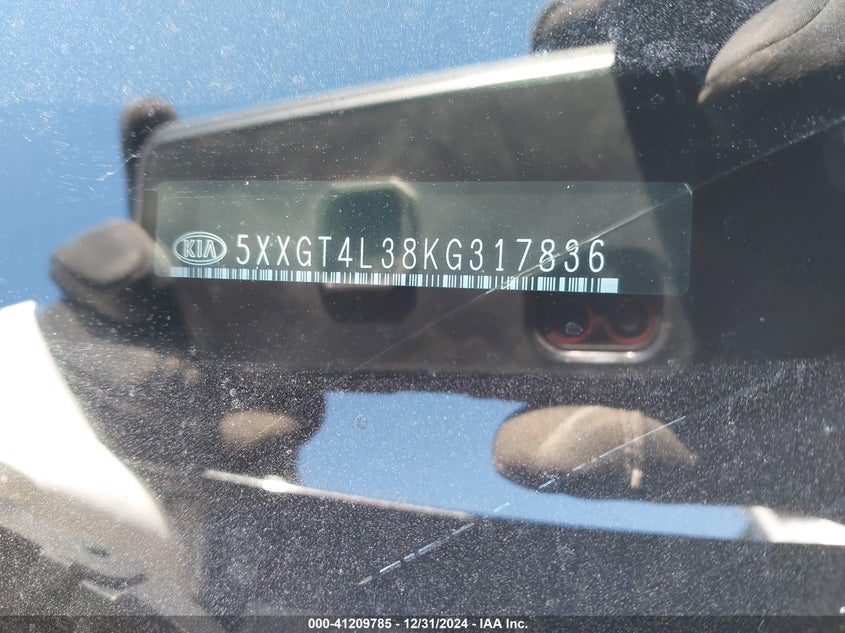 KIA 5XXGT4L38KG317836
000-41209785 - 12/31/2024 - IAA Inc.